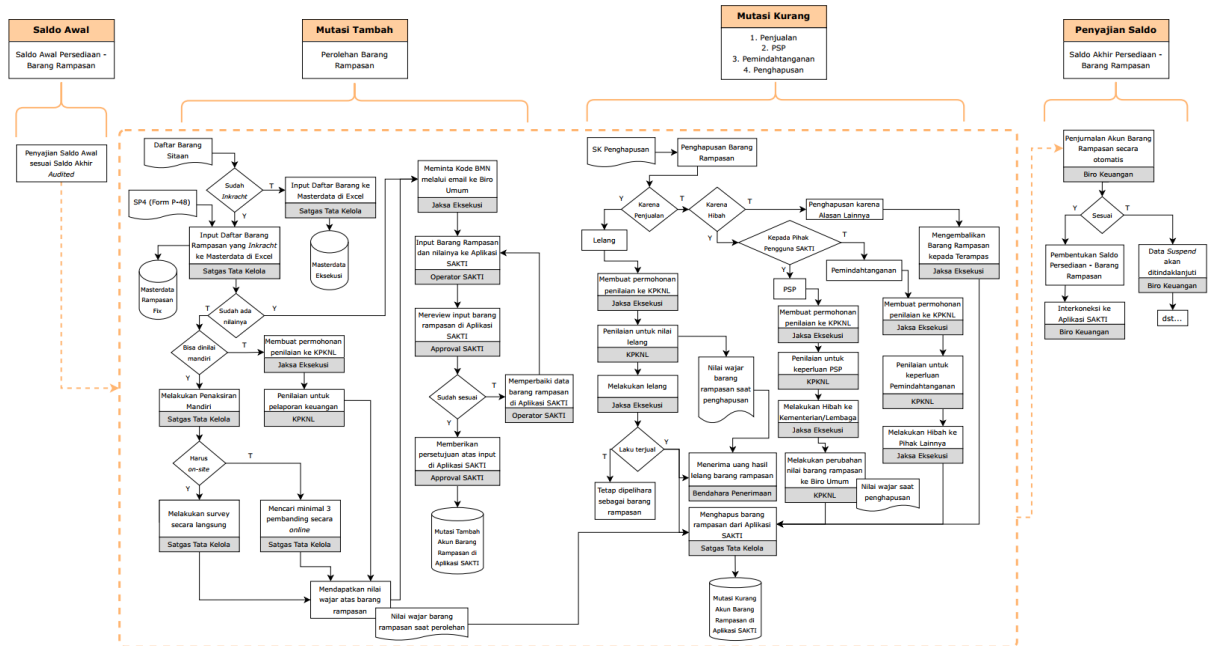 Saldo Awal
Saldo Awal Persediaan -
Barang Rampasan
Mutasi Tambah
Perolehan Barang
Rampasan
Mutasi Kurang
1. Penjualan
2. PSP
3. Pemindahtanganan
4. Penghapusan
Penyajian Saldo
Saldo Akhir Persediaan -
Barang Rampasan
Penyajian Saldo Awal
sesuai Saldo Akhir
Audited
Daftar Barang
Sitaan
Sudah
Inkracht
T
Y
Input Daftar Barang ke
Masterdata di Excel
Satgas Tata Kelola
Masterdata
Eksekusi
SP4 (Form P-48)
Input Daftar Barang
Rampasan yang Inkracht
ke Masterdata di Excel
Satgas Tata Kelola
Masterdata
Rampasan
Fix
Sudah ada
nilainya
T
Y
Bisa dinilai
mandiri
T
Y
Membuat permohonan
penilaian ke KPKNL
Jaksa Eksekusi
Penilaian untuk
pelaporan keuangan
KPKNL
Melakukan Penaksiran
Mandiri
Satgas Tata Kelola
Harus
on-site
T
Y
Melakukan survey
secara langsung
Satgas Tata Kelola
Mencari minimal 3
pembanding secara
online
Satgas Tata Kelola
Mendapatkan nilai
wajar atas barang
rampasan
Nilai wajar barang
rampasan saat perolehan
Meminta Kode BMN
melalui email ke Biro
Umum
Jaksa Eksekusi
Input Barang Rampasan
dan nilainya ke Aplikasi
SAKTI
Operator SAKTI
Mereview input barang
rampasan di Aplikasi
SAKTI
Approval SAKTI
Sudah sesuai
T
Y
Memperbaiki data
barang rampasan
di Aplikasi SAKTI
Operator SAKTI
Memberikan
persetujuan atas input
di Aplikasi SAKTI
Approval SAKTI
Mutasi Tambah
Akun Barang
Rampasan di
Aplikasi SAKTI
SK Penghapusan
Penghapusan Barang
Rampasan
Karena
Penjualan
Y
T
Karena
Hibah
T
Y
Penghapusan karena
Alasan Lainnya
Mengembalikan
Barang Rampasan
kepada Terampas
Jaksa Eksekusi
Kepada Pihak
Pengguna SAKTI
T
Y
Lelang
Membuat permohonan
penilaian ke KPKNL
Jaksa Eksekusi
Penilaian untuk nilai
lelang
KPKNL
Nilai wajar
barang
rampasan saat
penghapusan
Melakukan lelang
Jaksa Eksekusi
Laku terjual
T
Y
Tetap dipelihara
sebagai barang
rampasan
Menerima uang hasil
lelang barang rampasan
Bendahara Penerimaan
PSP
Membuat permohonan
penilaian ke KPKNL
Jaksa Eksekusi
Penilaian untuk
keperluan PSP
KPKNL
Melakukan Hibah ke
Kementerian/Lembaga
Jaksa Eksekusi
Melakukan perubahan
nilai barang rampasan
ke Biro Umum
KPKNL
Nilai wajar saat
penghapusan
Pemindahtanganan
Membuat permohonan
penilaian ke KPKNL
Jaksa Eksekusi
Penilaian untuk
keperluan
Pemindahtanganan
KPKNL
Melakukan Hibah ke
Pihak Lainnya
Jaksa Eksekusi
Menghapus barang
rampasan dari Aplikasi
SAKTI
Satgas Tata Kelola
Mutasi Kurang
Akun Barang
Rampasan di
Aplikasi SAKTI
Penjurnalan Akun Barang
Rampasan secara
otomatis
Biro Keuangan
Sesuai
Y
T
Pembentukan Saldo
Persediaan - Barang
Rampasan
Interkoneksi ke
Aplikasi SAKTI
Biro Keuangan
Data Suspend
akan
ditindaklanjuti
Biro Keuangan
dst...